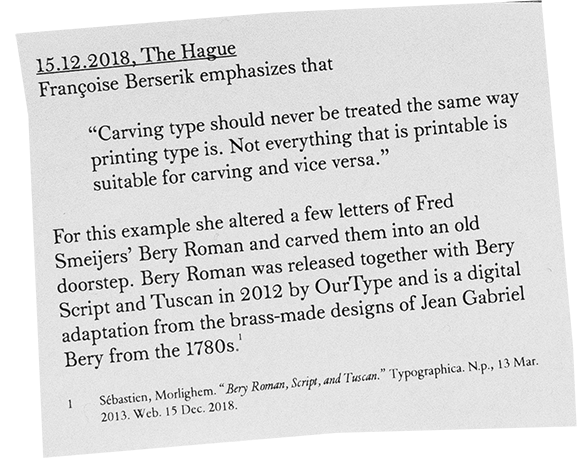 15.12.2018, The Hague
Françoise Berserik emphasizes that
“Carving type should never be treated the same way
printing type is. Not everything that is printable is
suitable for carving and vice versa.”
For this example she altered a few letters of Fred
Smeijers’ Bery Roman and carved them into an old
doorstep. Bery Roman was released together with Bery
Script and Tuscan in 2012 by OurType and is a digital
adaptation from the brass-made designs of Jean Gabriel
Bery from the 1780s.1
1 Sébastien, Morlighem. “Bery Roman, Script, and Tuscan.” Typographica. N.p., 13 Mar.
2013. Web. 15 Dec. 2018.